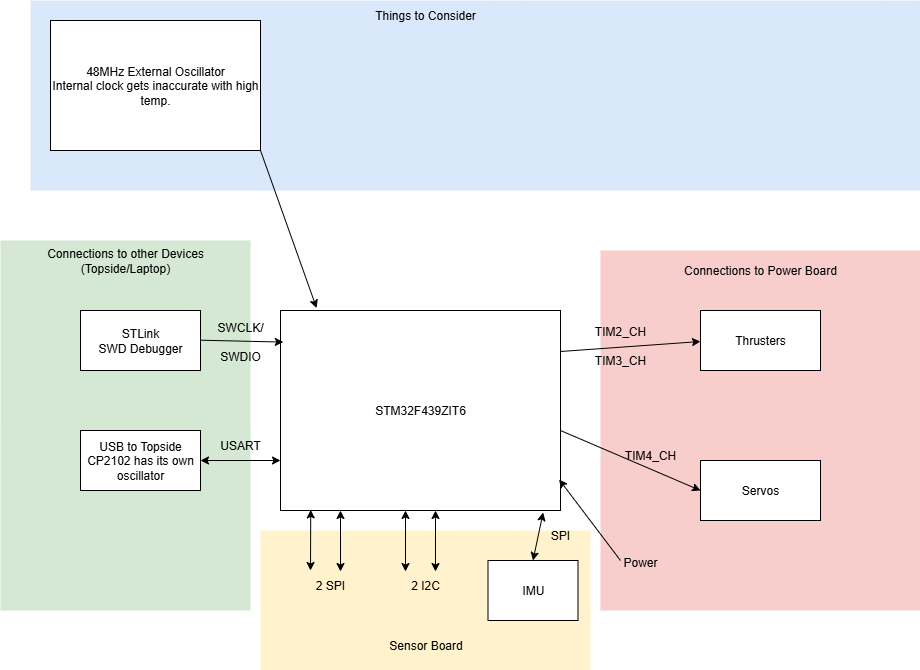 Things to Consider
48MHz External Oscillator
Internal clock gets inaccurate with high
temp.
Connections to other Devices
(Topside/Laptop)
Connections to Power Board
STLink
SWD Debugger
SWCLK/
SWDIO
TIM2_CH
TIM3_CH
Thrusters
STM32F439ZIT6
USB to Topside
CP2102 has its own
oscillator
USART
TIM4_CH
Servos
SPI
Power
2 SPI
2 I2C
IMU
Sensor Board